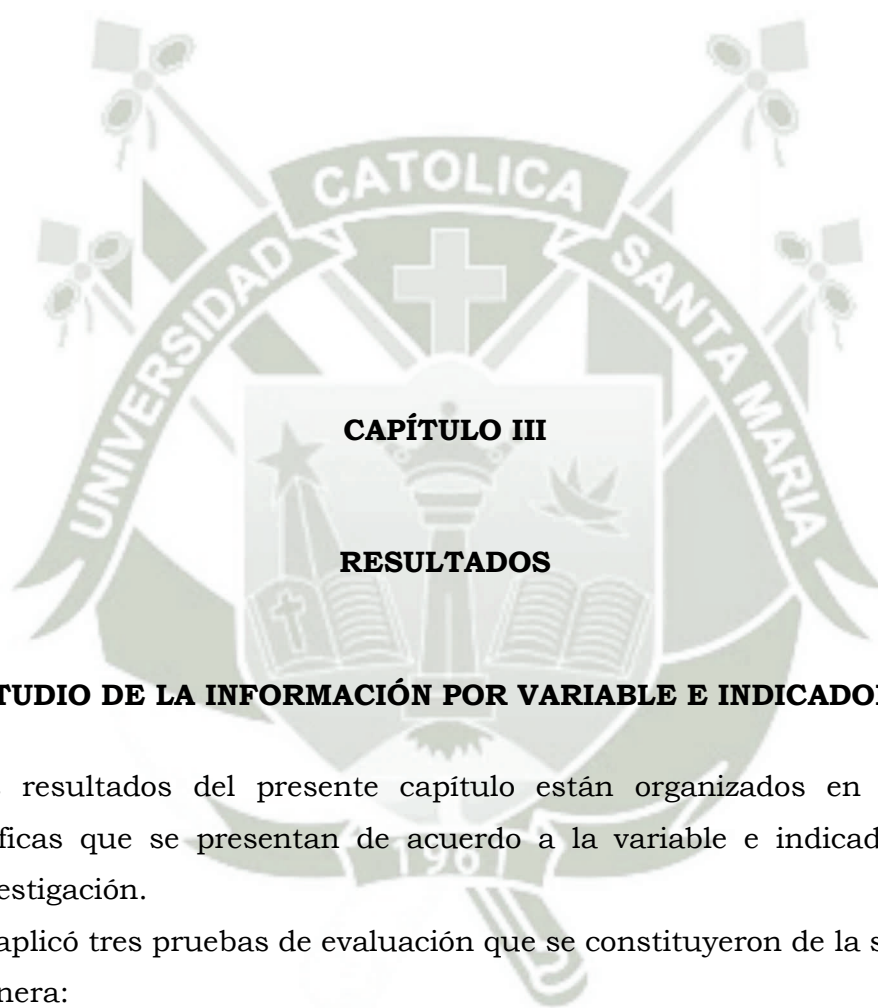 CATOLICA
UNIVERSIDAD
SANTA MARIA
CAPÍTULO III
RESULTADOS
TUDIO DE LA INFORMACIÓN POR VARIABLE E INDICADO
resultados del presente capítulo están organizados en
ficas que se presentan de acuerdo a la variable e indicad
estigación.
aplicó tres pruebas de evaluación que se constituyeron de la s
nera:
1961